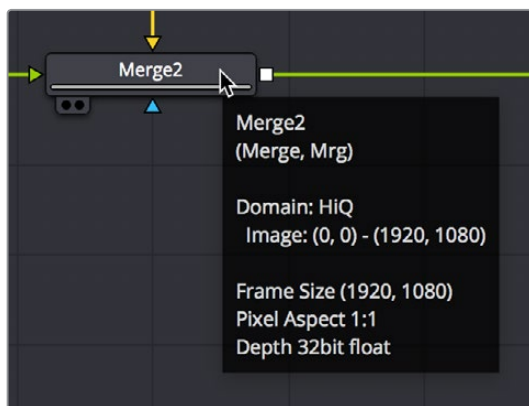 Merge2
Merge2
(Merge, Mrg)
Domain: HiQ
Image: (0, 0) - (1920, 1080)
Frame Size (1920, 1080)
Pixel Aspect 1:1
Depth 32bit float